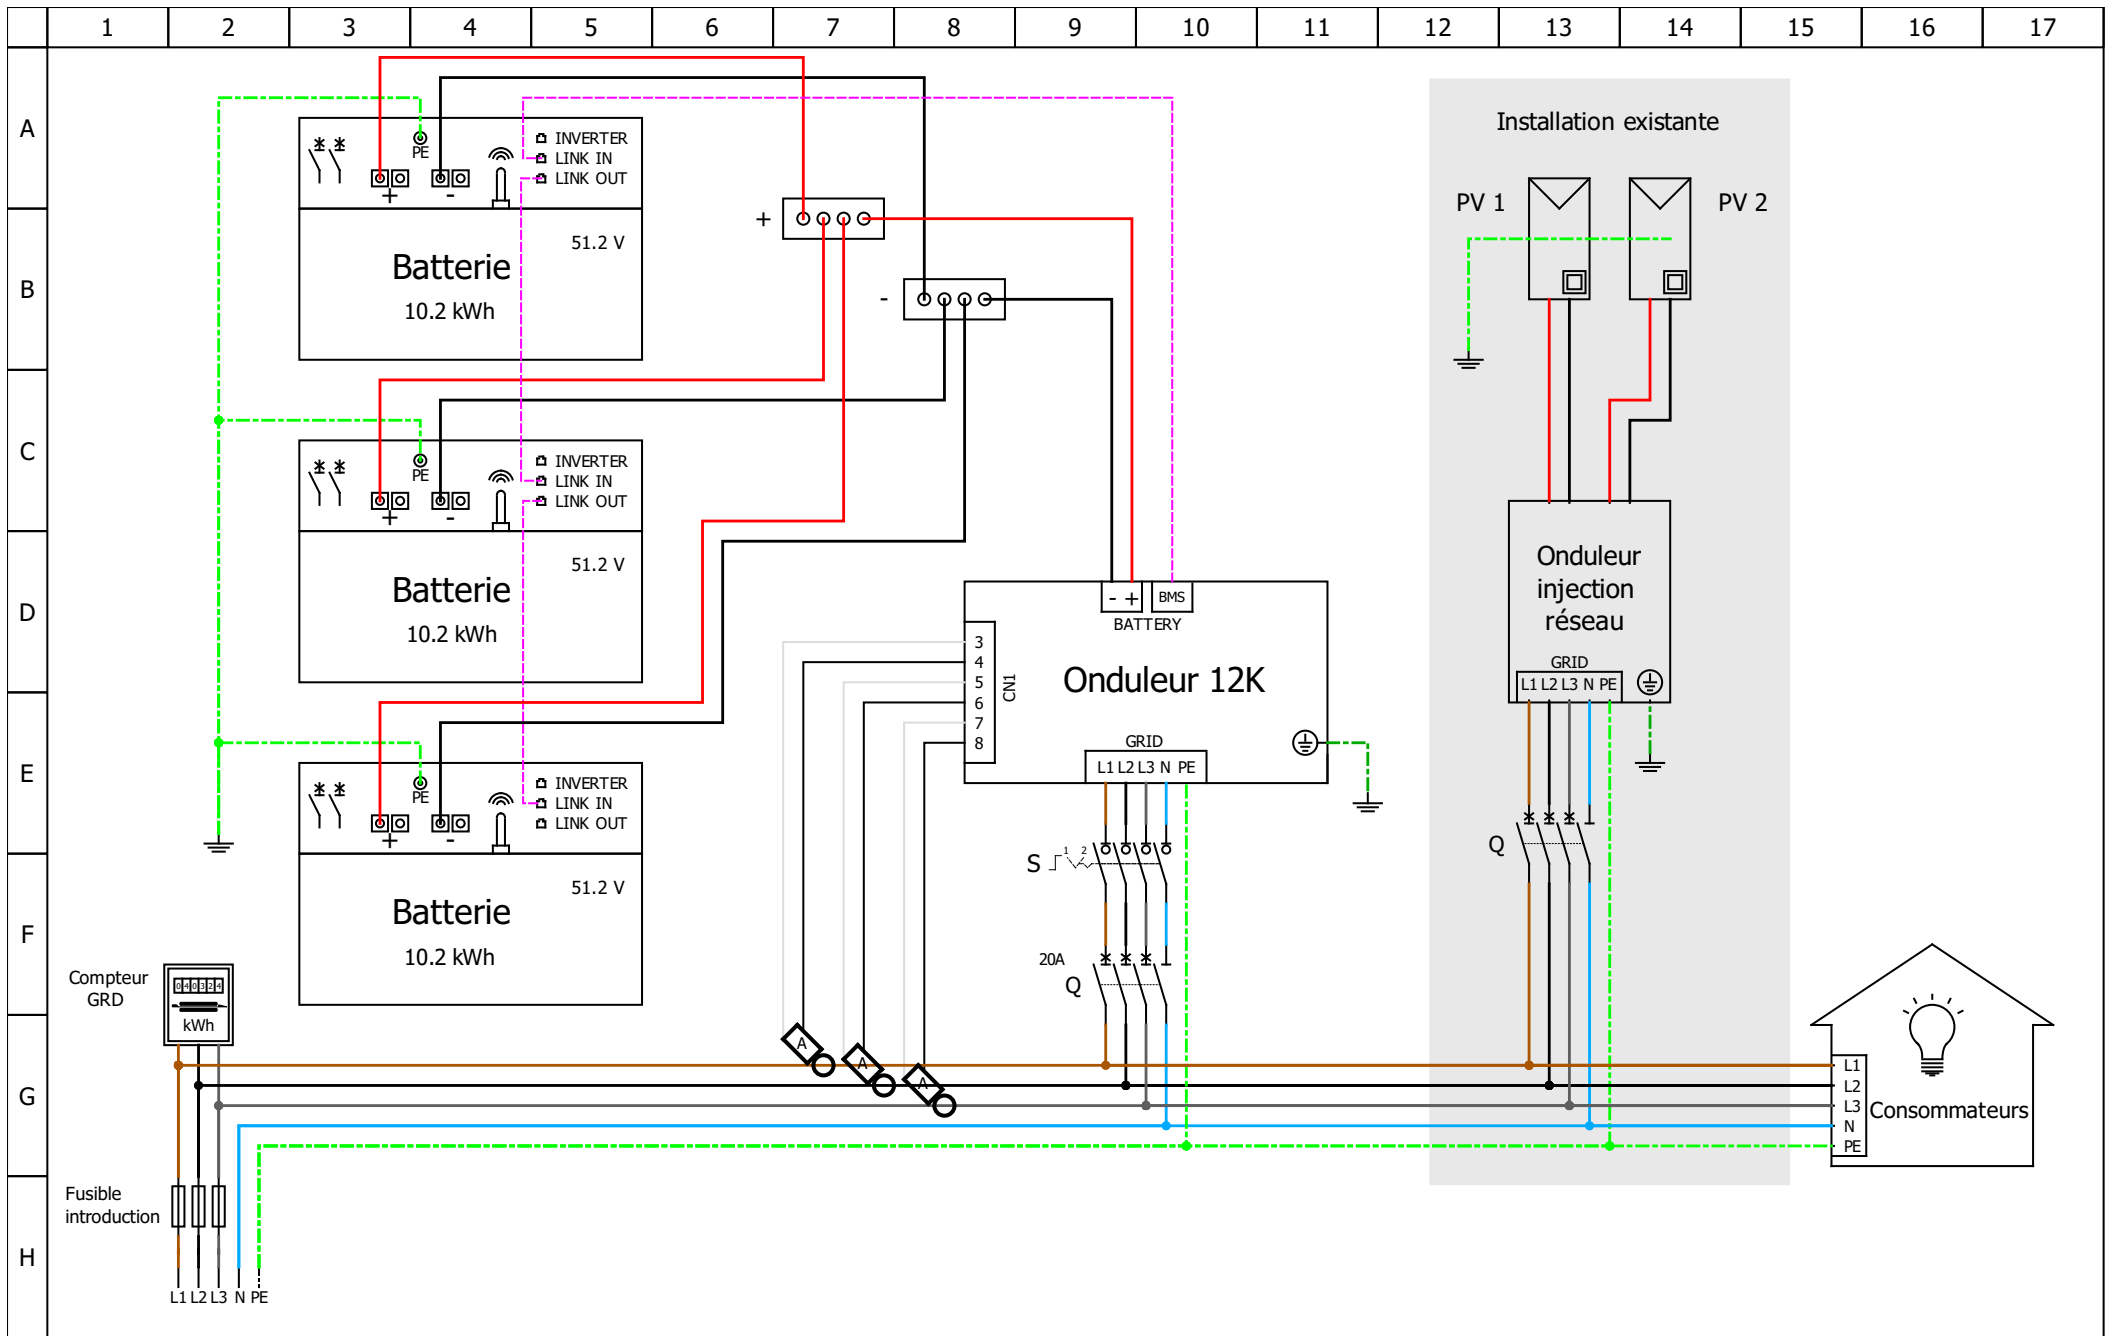 1 2 3 4 5 6 7 8 9 10 11 12 13 14 15 16 17
A
B
C
D
E
F
G
H
PE
+ -
INVERTER
LINK IN
LINK OUT
51.2 V
Batterie
10.2 kWh
PE
+ -
INVERTER
LINK IN
LINK OUT
51.2 V
Batterie
10.2 kWh
PE
+ -
INVERTER
LINK IN
LINK OUT
51.2 V
Batterie
10.2 kWh
+
-
- + BMS
BATTERY
3
4
5
6
7
8
CN1
Onduleur 12K
GRID
L1 L2 L3 N PE
S 1 2
20A
Q
A
A
A
Installation existante
PV 1
PV 2
Onduleur
injection
réseau
GRID
L1 L2 L3 N PE
Q
Compteur
GRD
040324
kWh
Fusible
introduction
L1 L2 L3 N PE
L1
L2
L3
N
PE
Consommateurs